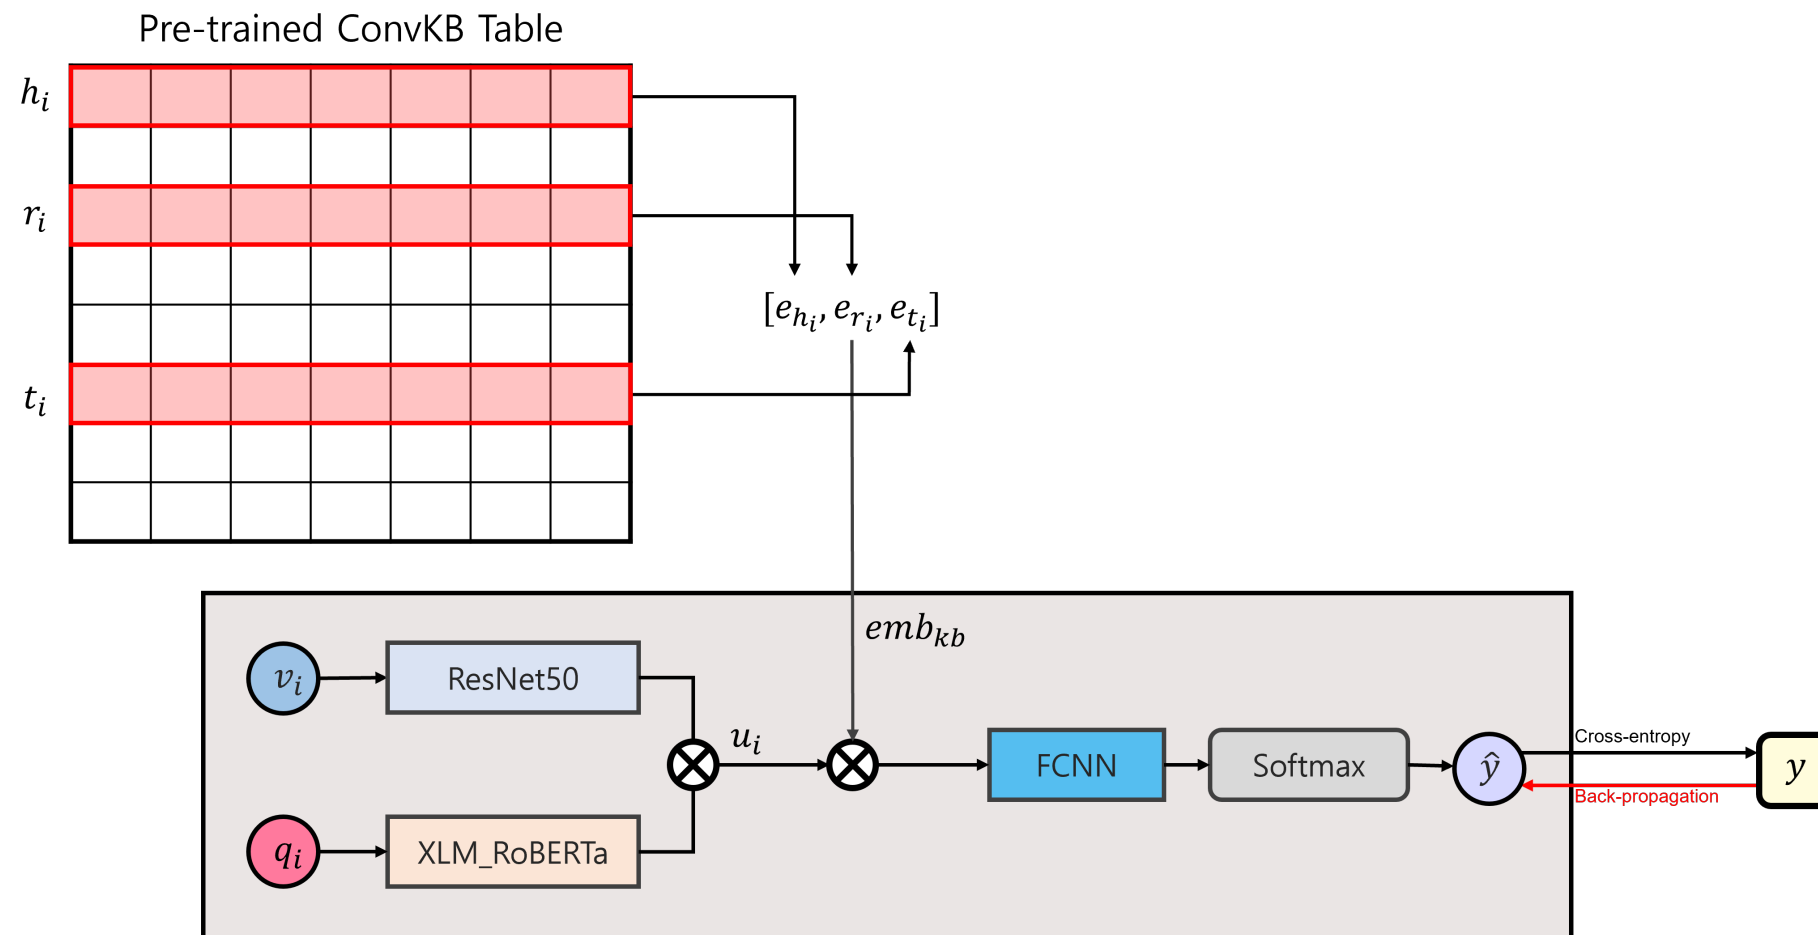 Pre-trained ConvKB Table
h_i
r_i
[e_{h_i}, e_{r_i}, e_{t_i}]
t_i
emb_{kb}
v_i
ResNet50
u_i
FCNN
Softmax
ŷ
Cross-entropy
Back-propagation
y
q_i
XLM_RoBERTa